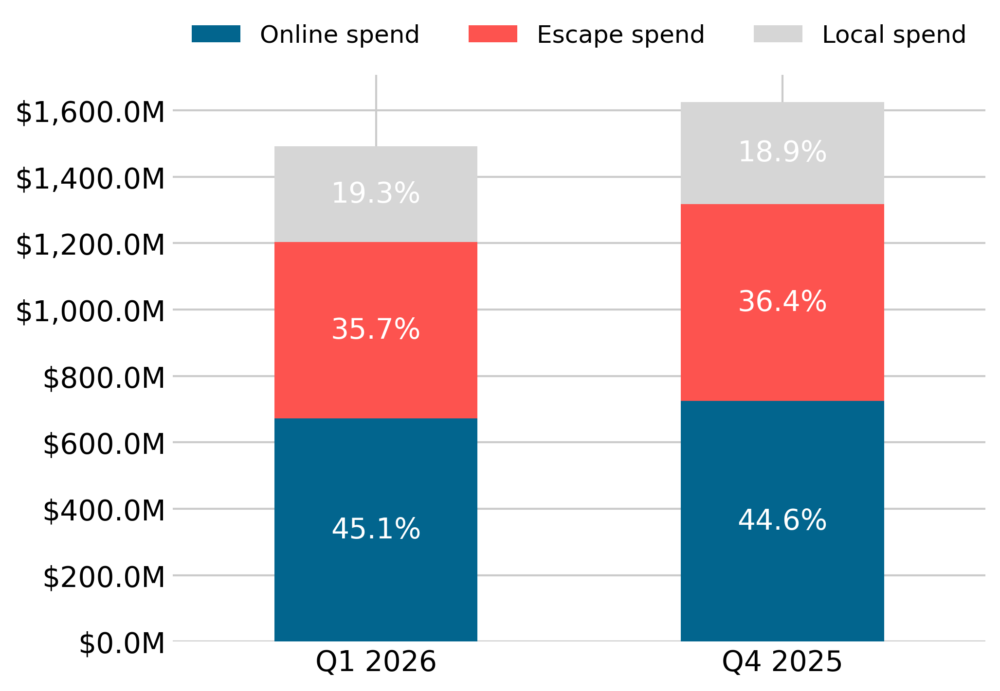 Online spend Escape spend Local spend
$1,600.0M
$1,400.0M
$1,200.0M
$1,000.0M
$800.0M
$600.0M
$400.0M
$200.0M
$0.0M
19.3%
35.7%
45.1%
18.9%
36.4%
44.6%
Q1 2026 Q4 2025